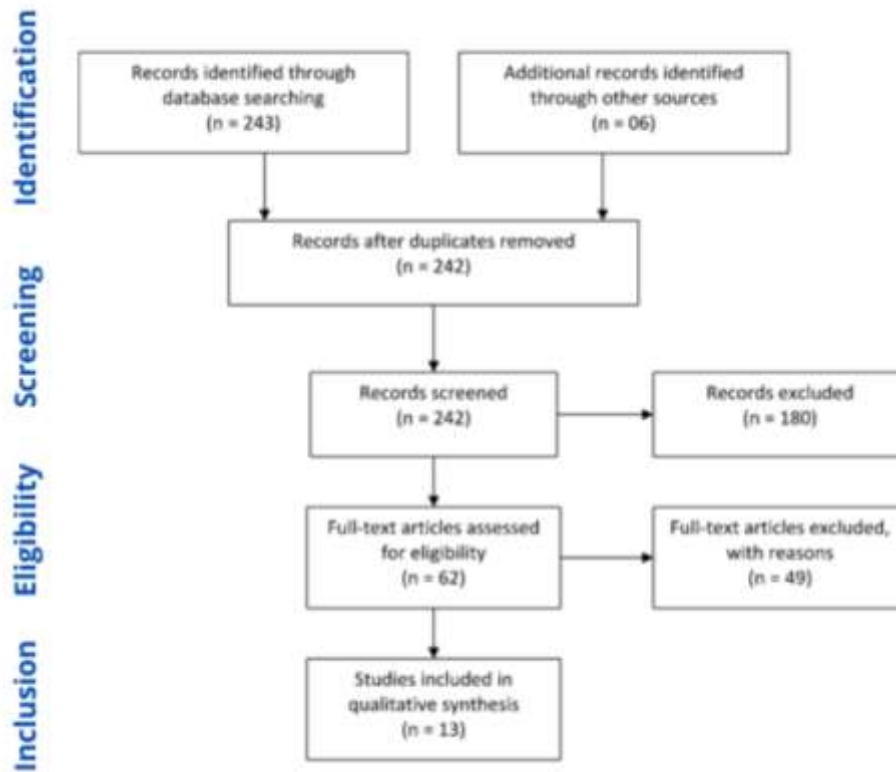 Identification
Records identified through
database searching
(n = 243)
Additional records identified
through other sources
(n = 06)
Records after duplicates removed
(n = 242)
Screening
Records screened
(n = 242)
Records excluded
(n = 180)
Eligibility
Full-text articles assessed
for eligibility
(n = 62)
Full-text articles excluded,
with reasons
(n = 49)
Inclusion
Studies included in
qualitative synthesis
(n = 13)